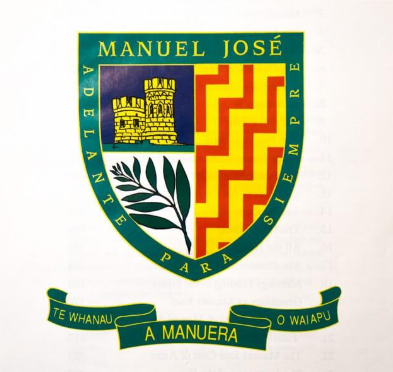 MANUEL JOSÉ
ADELANTE PARA SIEMPRE
TE WHANAU A MANUERA O WAIAPU